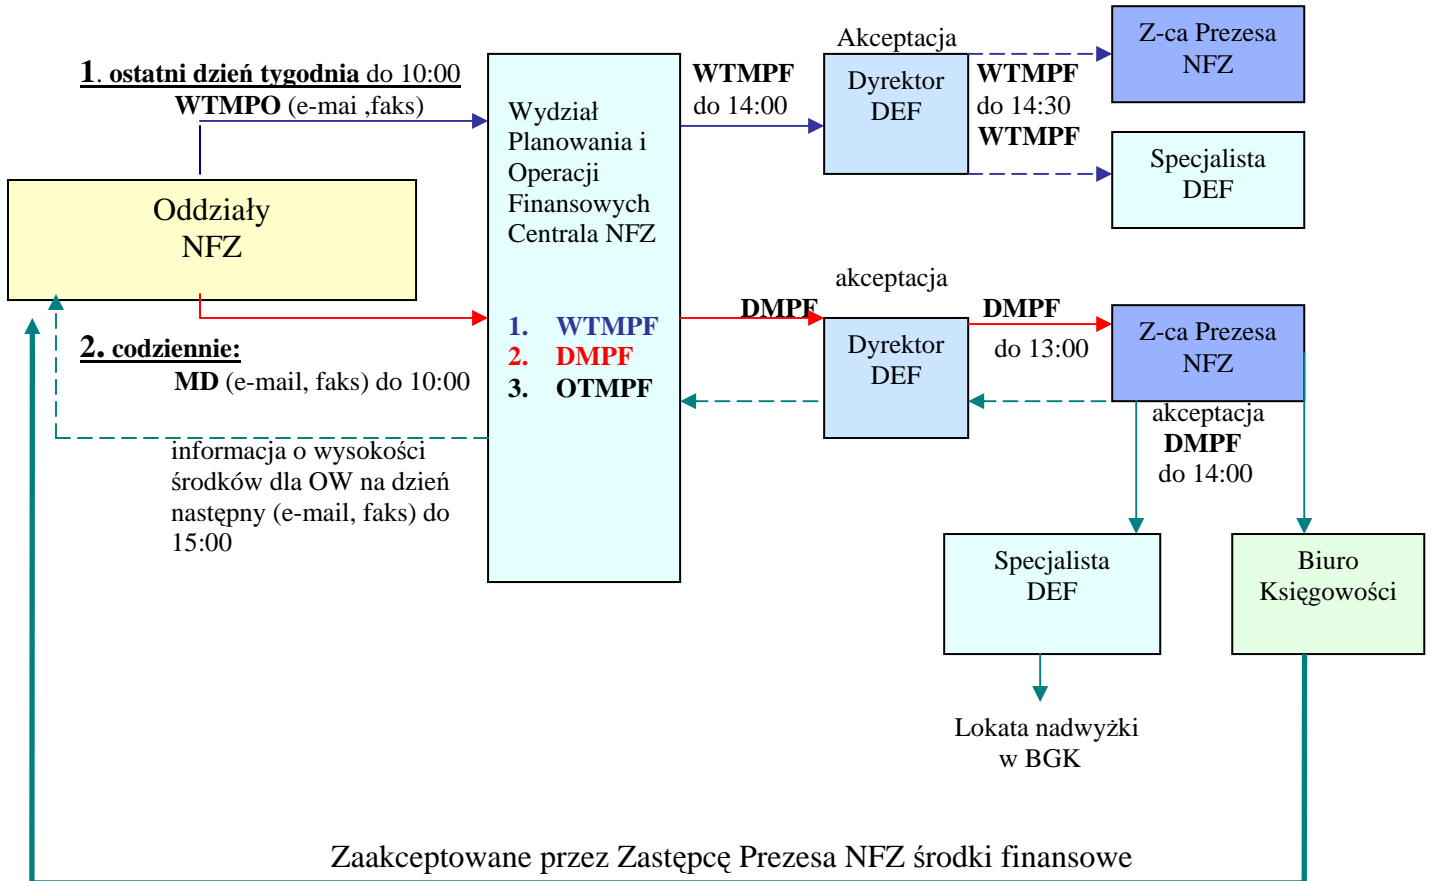 1. ostatni dzień tygodnia do 10:00
WTMPO (e-mai ,faks)
Oddziały
NFZ
2. codziennie:
MD (e-mail, faks) do 10:00
informacja o wysokości
środków dla OW na dzień
następny (e-mail, faks) do
15:00
Wydział
Planowania i
Operacji
Finansowych
Centrala NFZ
1. WTMPF
2. DMPF
3. OTMPF
WTMPF
do 14:00
Akceptacja
Dyrektor
DEF
WTMPF
do 14:30
WTMPF
Z-ca Prezesa
NFZ
Specjalista
DEF
DMPF
akceptacja
Dyrektor
DEF
DMPF
do 13:00
Z-ca Prezesa
NFZ
akceptacja
DMPF
do 14:00
Specjalista
DEF
Biuro
Księgowości
Lokata nadwyżki
w BGK
Zaakceptowane przez Zastępcę Prezesa NFZ środki finansowe